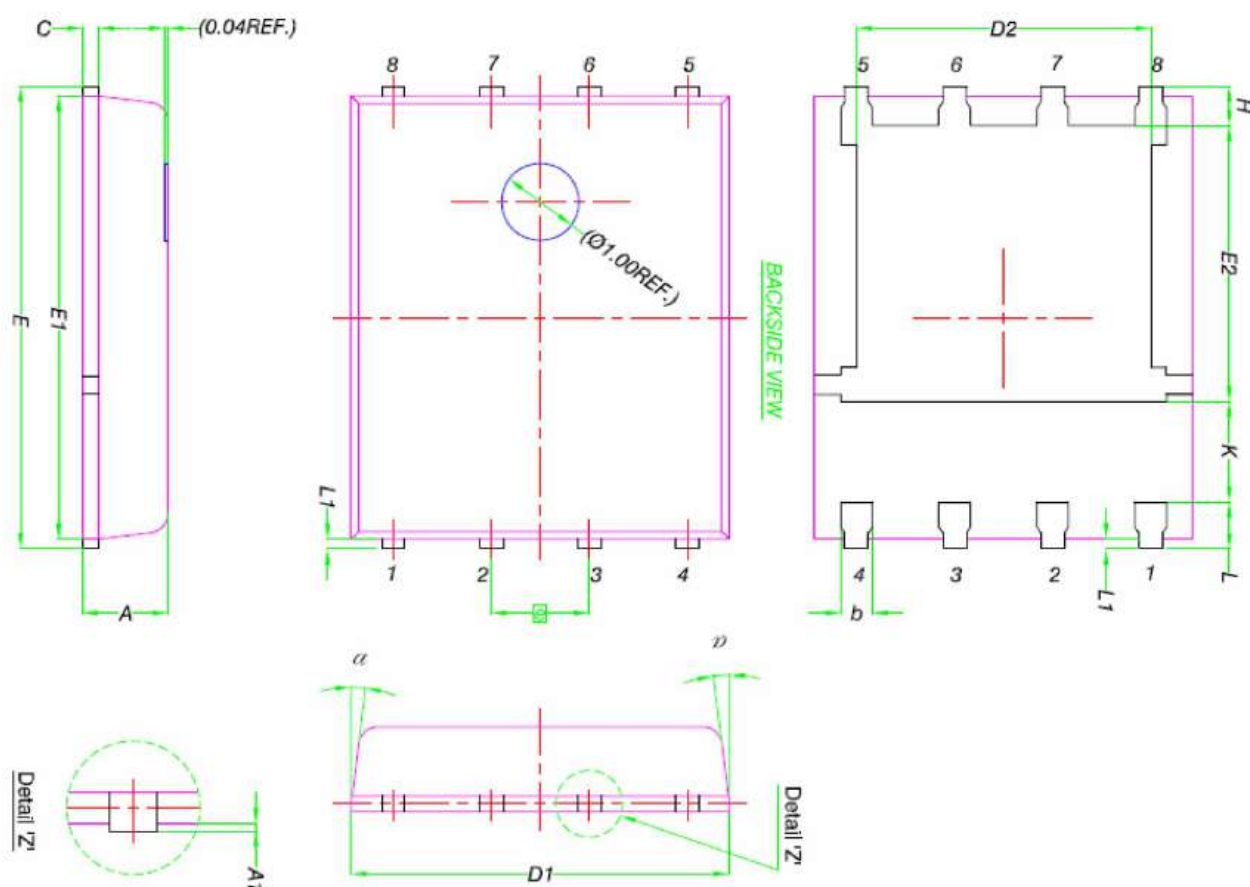 C
(0.04REF.)
D2
8
7
6
5
5
6
7
8
H
(Ø1.00REF.)
BACKSIDE VIEW
E
E1
E2
K
L1
1
2
3
4
4
3
2
1
L
L1
A
b
α
α
Detail 'Z'
Detail 'Z'
A1
D1